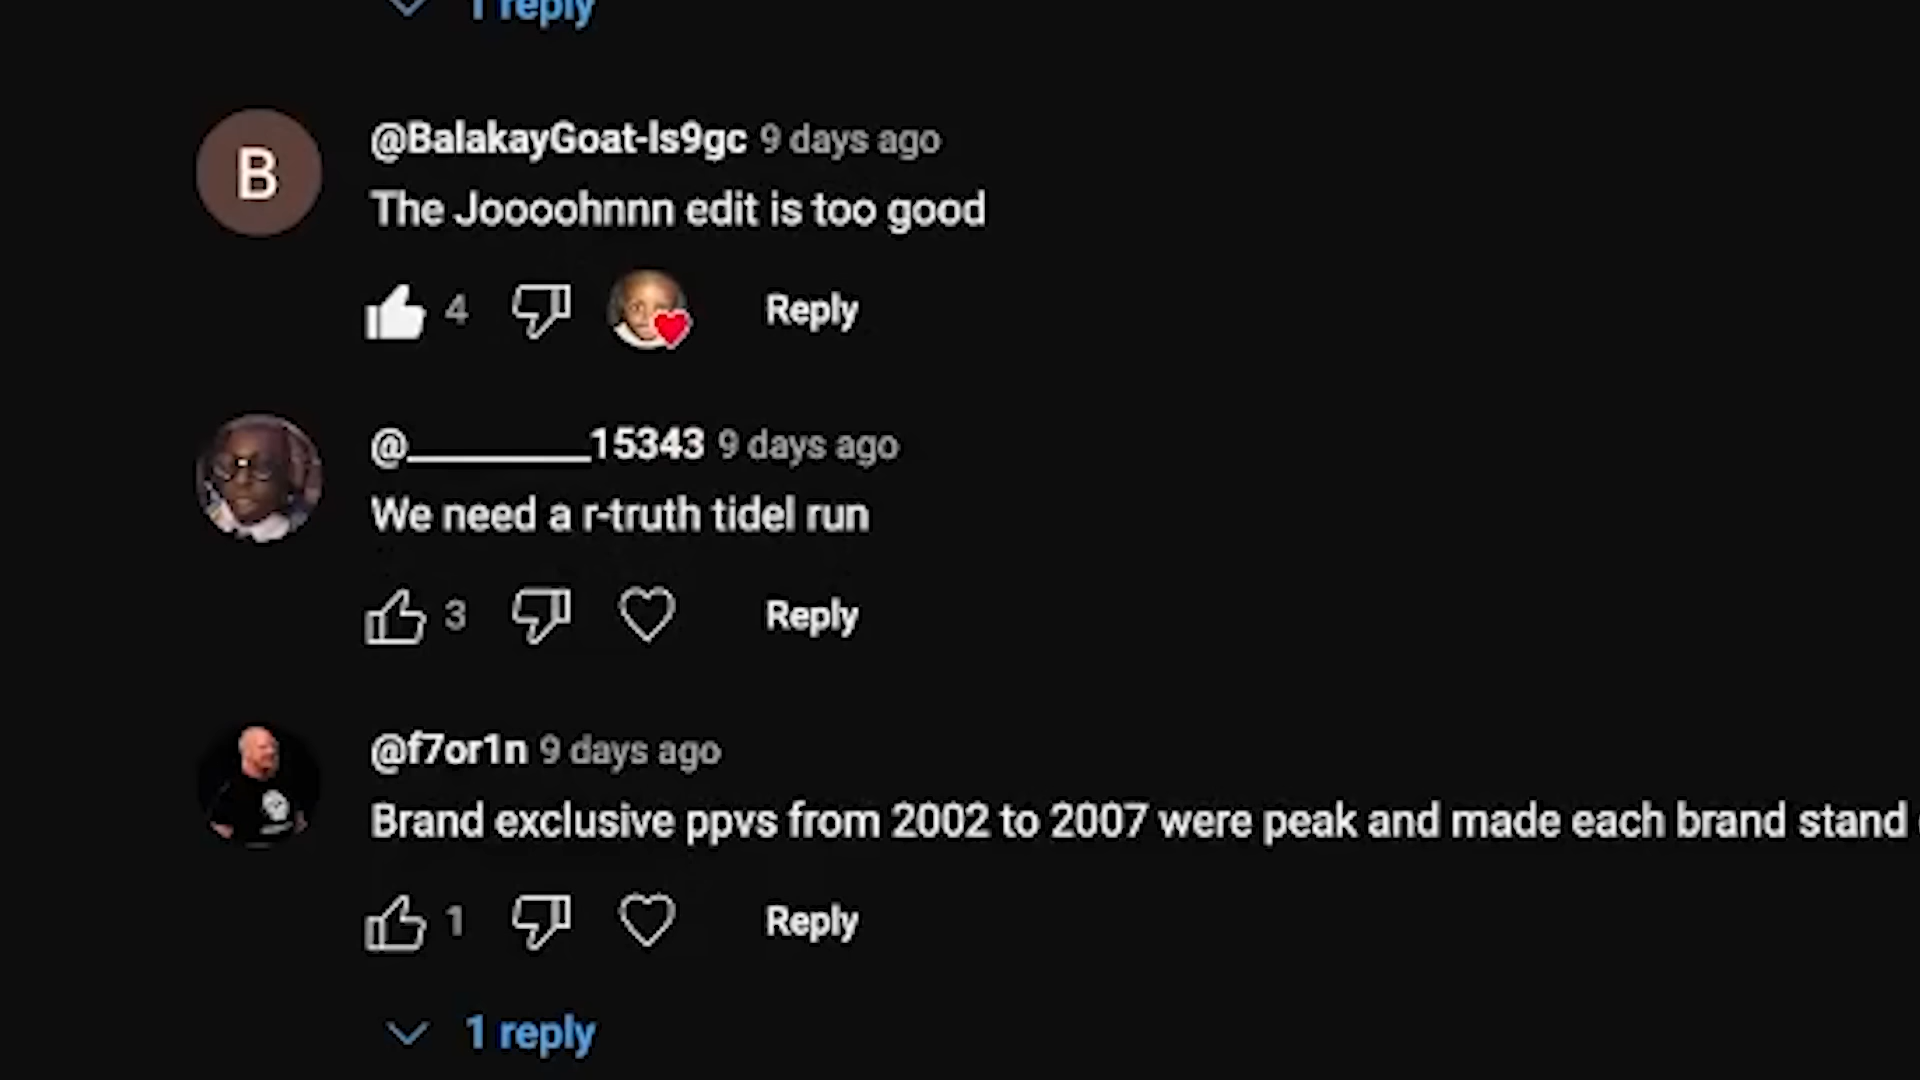 1 reply
B
@BalakayGoat-ls9gc 9 days ago
The Joooohnnn edit is too good
4 Reply
@________15343 9 days ago
We need a r-truth tidel run
3 Reply
@f7or1n 9 days ago
Brand exclusive ppvs from 2002 to 2007 were peak and made each brand stand
1 Reply
1 reply